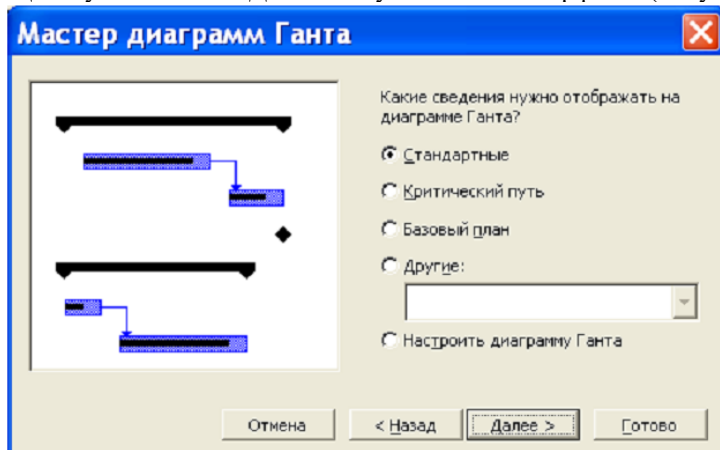 Мастер диаграмм Ганта
Какие сведения нужно отображать на
диаграмме Ганта?
Стандартные
Критический путь
Базовый план
Другие:
Настроить диаграмму Ганта
Отмена
< Назад
Далее >
Готово